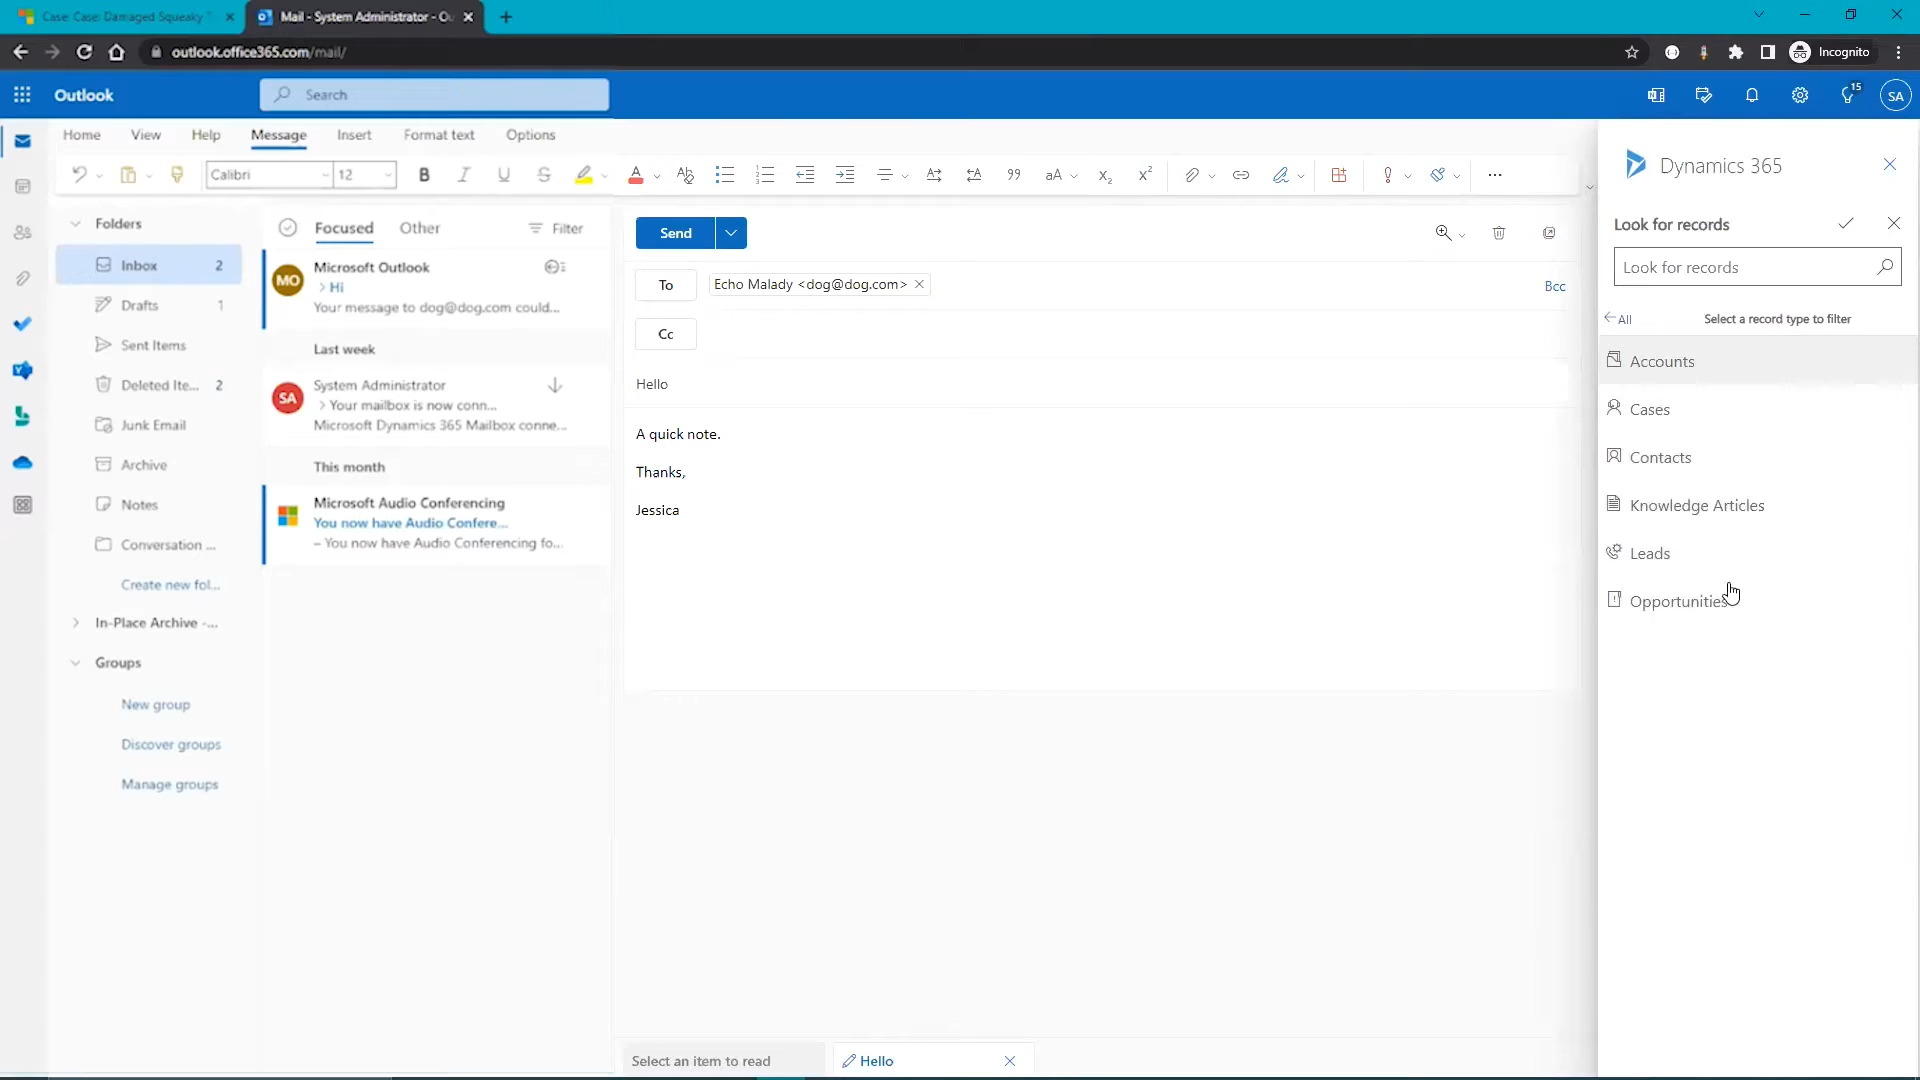 Case: Case: Damaged Squeaky T
Mail - System Administrator - Ou
outlook.office365.com/mail/
Incognito
Outlook
Search
15
SA
Home View Help Message Insert Format text Options
Calibri 12
Folders
Inbox 2
Drafts 1
Sent Items
Deleted Ite... 2
Junk Email
Archive
Notes
Conversation ...
Create new fol...
In-Place Archive -...
Groups
New group
Discover groups
Manage groups
Focused Other Filter
MO
Microsoft Outlook
> Hi
Your message to dog@dog.com could...
Last week
SA
System Administrator
> Your mailbox is now conn...
Microsoft Dynamics 365 Mailbox conne...
This month
Microsoft Audio Conferencing
You now have Audio Confere...
– You now have Audio Conferencing fo...
Send
To
Echo Malady <dog@dog.com>
Bcc
Cc
Hello
A quick note.
Thanks,
Jessica
Select an item to read
Hello
Dynamics 365
Look for records
Look for records
All
Select a record type to filter
Accounts
Cases
Contacts
Knowledge Articles
Leads
Opportunities